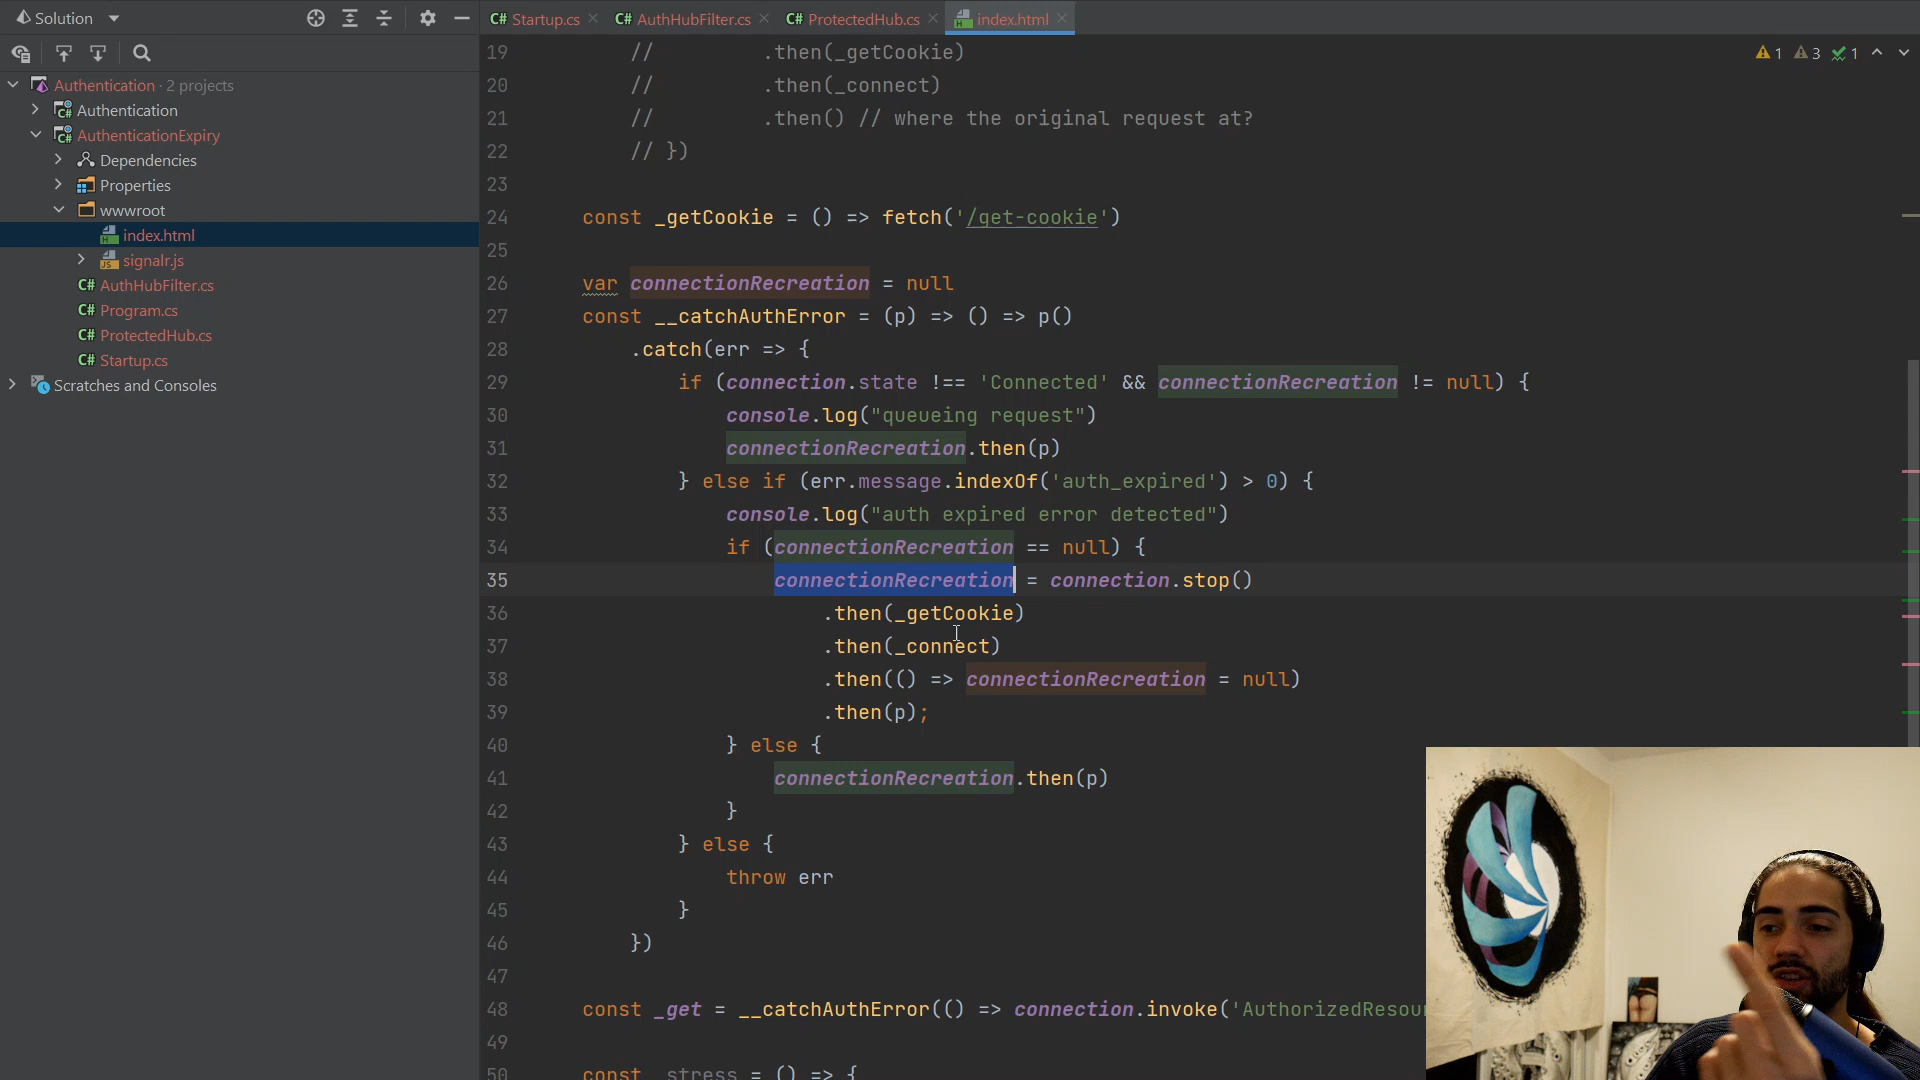 Solution
Startup.cs
AuthHubFilter.cs
ProtectedHub.cs
index.html
Authentication · 2 projects
Authentication
AuthenticationExpiry
Dependencies
Properties
wwwroot
index.html
signalr.js
C# AuthHubFilter.cs
C# Program.cs
C# ProtectedHub.cs
C# Startup.cs
Scratches and Consoles
1 3 1
19 // .then(_getCookie)
20 // .then(_connect)
21 // .then() // where the original request at?
22 // })
23
24 const _getCookie = () => fetch('/get-cookie')
25
26 var connectionRecreation = null
27 const __catchAuthError = (p) => () => p()
28 .catch(err => {
29 if (connection.state !== 'Connected' && connectionRecreation != null) {
30 console.log("queueing request")
31 connectionRecreation.then(p)
32 } else if (err.message.indexOf('auth_expired') > 0) {
33 console.log("auth expired error detected")
34 if (connectionRecreation == null) {
35 connectionRecreation = connection.stop()
36 .then(_getCookie)
37 .then(_connect)
38 .then(() => connectionRecreation = null)
39 .then(p);
40 } else {
41 connectionRecreation.then(p)
42 }
43 } else {
44 throw err
45 }
46 })
47
48 const _get = __catchAuthError(() => connection.invoke('AuthorizedResou
49
50 const _stress = () => {